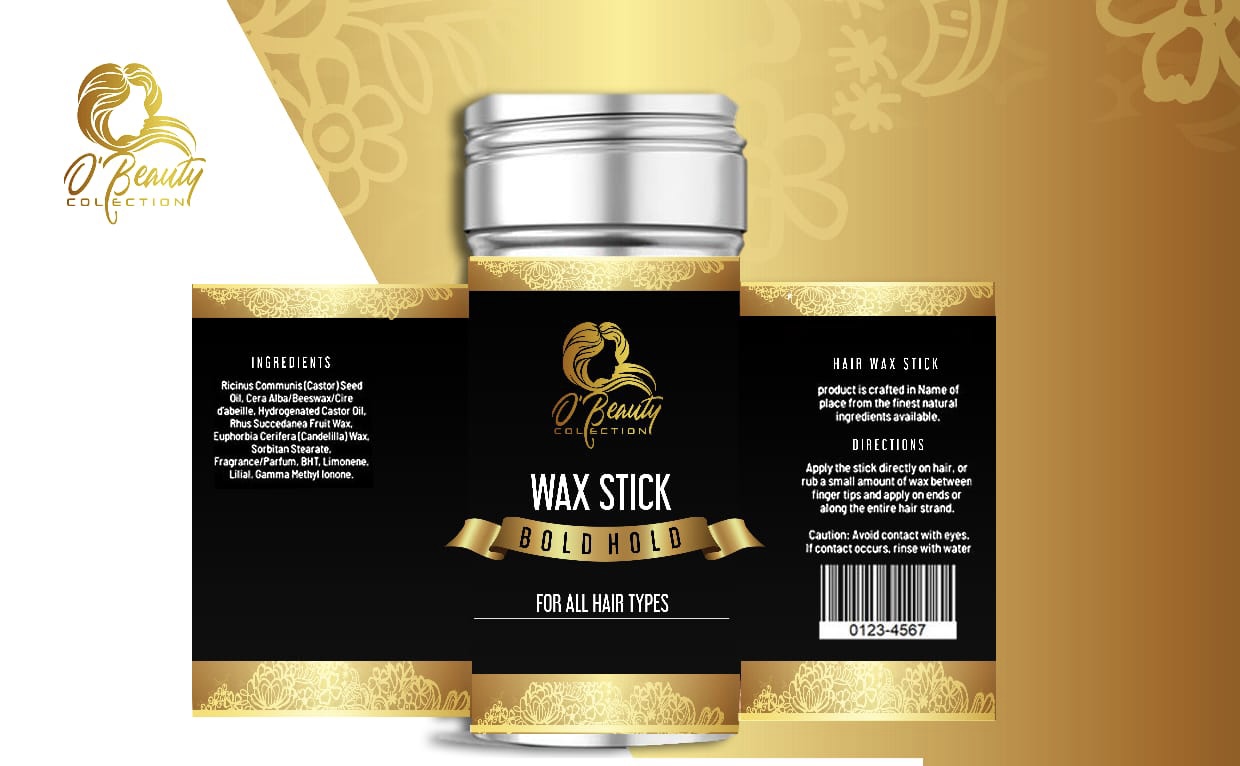 O'Beauty
COLLECTION
INGREDIENTS
Ricinus Communis (Castor) Seed
Oil, Cera Alba/Beeswax/Cire
d'abeille, Hydrogenated Castor Oil,
Rhus Succedanea Fruit Wax,
Euphorbia Cerifera (Candelilla) Wax,
Sorbitan Stearate,
Fragrance/Parfum, BHT, Limonene,
Lilial, Gamma Methyl Ionone.
O'Beauty
COLLECTION
WAX STICK
BOLD HOLD
FOR ALL HAIR TYPES
HAIR WAX STICK
product is crafted in Name of
place from the finest natural
ingredients available.
DIRECTIONS
Apply the stick directly on hair, or
rub a small amount of wax between
finger tips and apply on ends or
along the entire hair strand.
Caution: Avoid contact with eyes.
If contact occurs, rinse with water
0123-4567